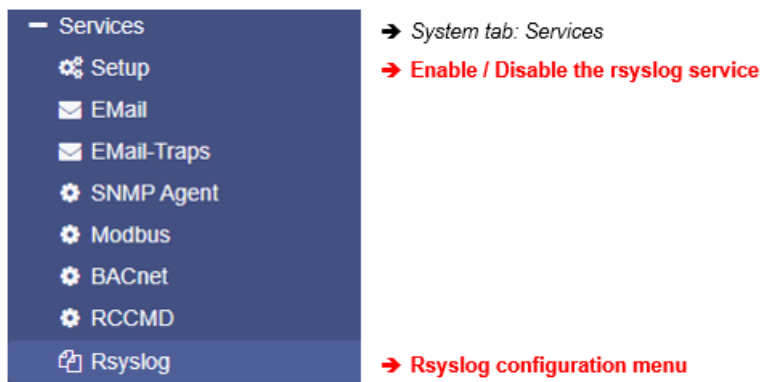 Services ➔ System tab: Services
Setup ➔ Enable / Disable the rsyslog service
EMail
EMail-Traps
SNMP Agent
Modbus
BACnet
RCCMD
Rsyslog ➔ Rsyslog configuration menu